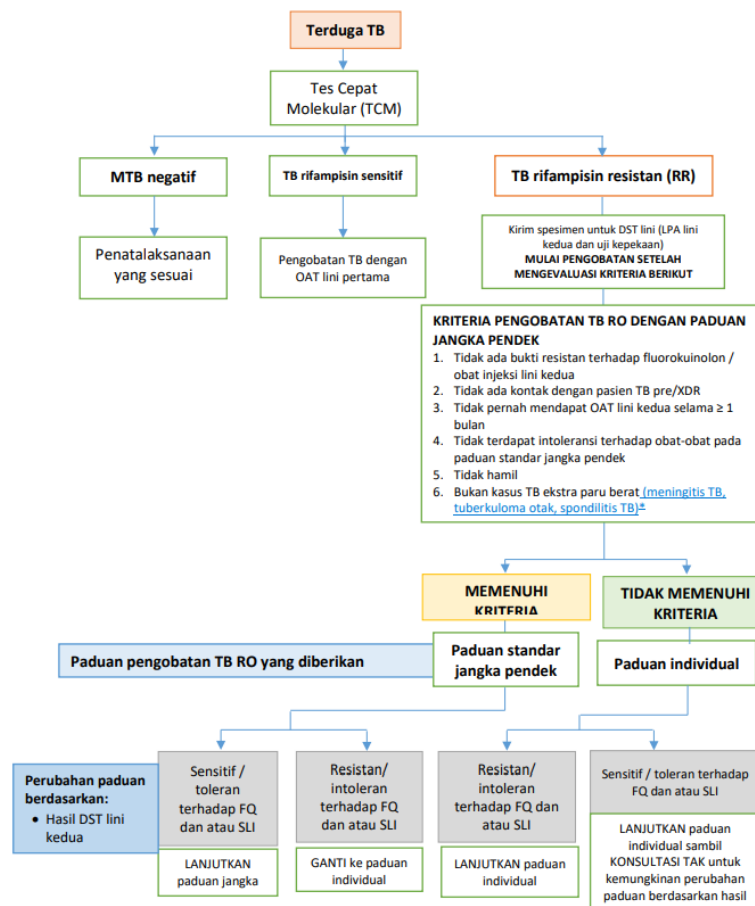 Terduga TB
Tes Cepat
Molekular (TCM)
MTB negatif
TB rifampisin sensitif
TB rifampisin resistan (RR)
Penatalaksanaan
yang sesuai
Pengobatan TB dengan
OAT lini pertama
Kirim spesimen untuk DST lini (LPA lini
kedua dan uji kepekaan)
MULAI PENGOBATAN SETELAH
MENGEVALUASI KRITERIA BERIKUT
KRITERIA PENGOBATAN TB RO DENGAN PADUAN
JANGKA PENDEK
1. Tidak ada bukti resistan terhadap fluorokuinolon /
obat injeksi lini kedua
2. Tidak ada kontak dengan pasien TB pre/XDR
3. Tidak pernah mendapat OAT lini kedua selama ≥ 1
bulan
4. Tidak terdapat intoleransi terhadap obat-obat pada
paduan standar jangka pendek
5. Tidak hamil
6. Bukan kasus TB ekstra paru berat (meningitis TB,
tuberkuloma otak, spondilitis TB)*
MEMENUHI
KRITERIA
TIDAK MEMENUHI
KRITERIA
Paduan pengobatan TB RO yang diberikan
Paduan standar
jangka pendek
Paduan individual
Perubahan paduan
berdasarkan:
• Hasil DST lini
kedua
Sensitif /
toleran
terhadap FQ
dan atau SLI
Resistan/
intoleran
terhadap FQ dan
atau SLI
Resistan/
intoleran
terhadap FQ dan
atau SLI
Sensitif / toleran terhadap
FQ dan atau SLI
LANJUTKAN
paduan jangka
GANTI ke paduan
individual
LANJUTKAN paduan
individual
LANJUTKAN paduan
individual sambil
KONSULTASI TAK untuk
kemungkinan perubahan
paduan berdasarkan hasil